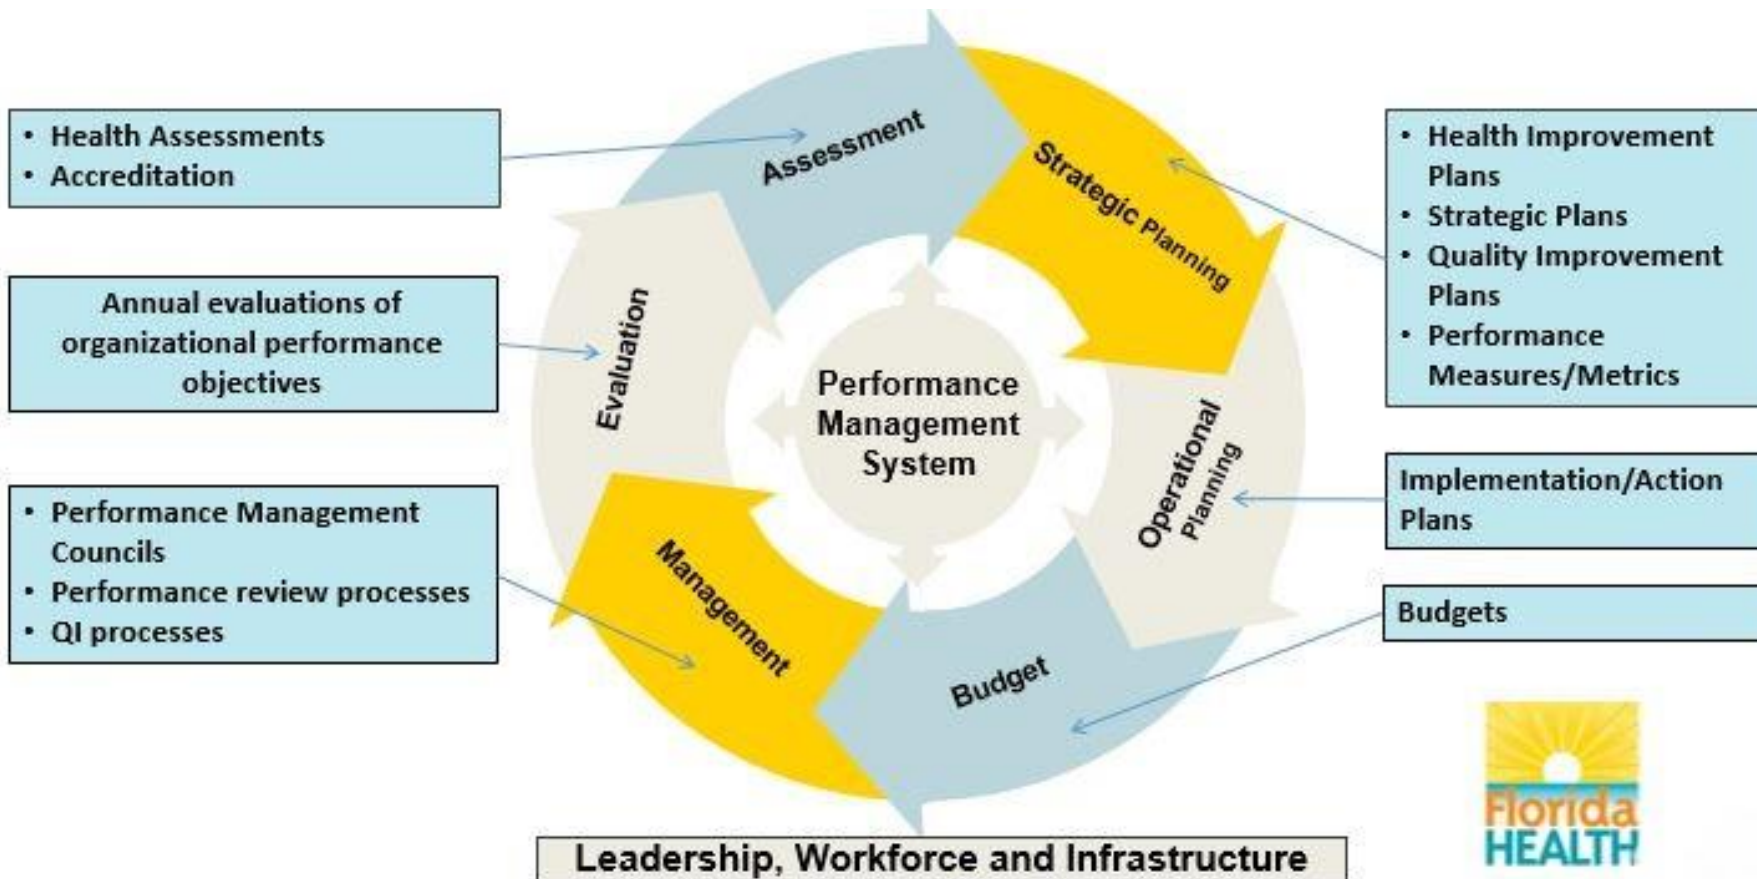 • Health Assessments
• Accreditation
Annual evaluations of
organizational performance
objectives
• Performance Management
Councils
• Performance review processes
• QI processes
Assessment
Strategic Planning
Operational
Planning
Budget
Management
Evaluation
Performance
Management
System
• Health Improvement
Plans
• Strategic Plans
• Quality Improvement
Plans
• Performance
Measures/Metrics
Implementation/Action
Plans
Budgets
Leadership, Workforce and Infrastructure
Florida
HEALTH